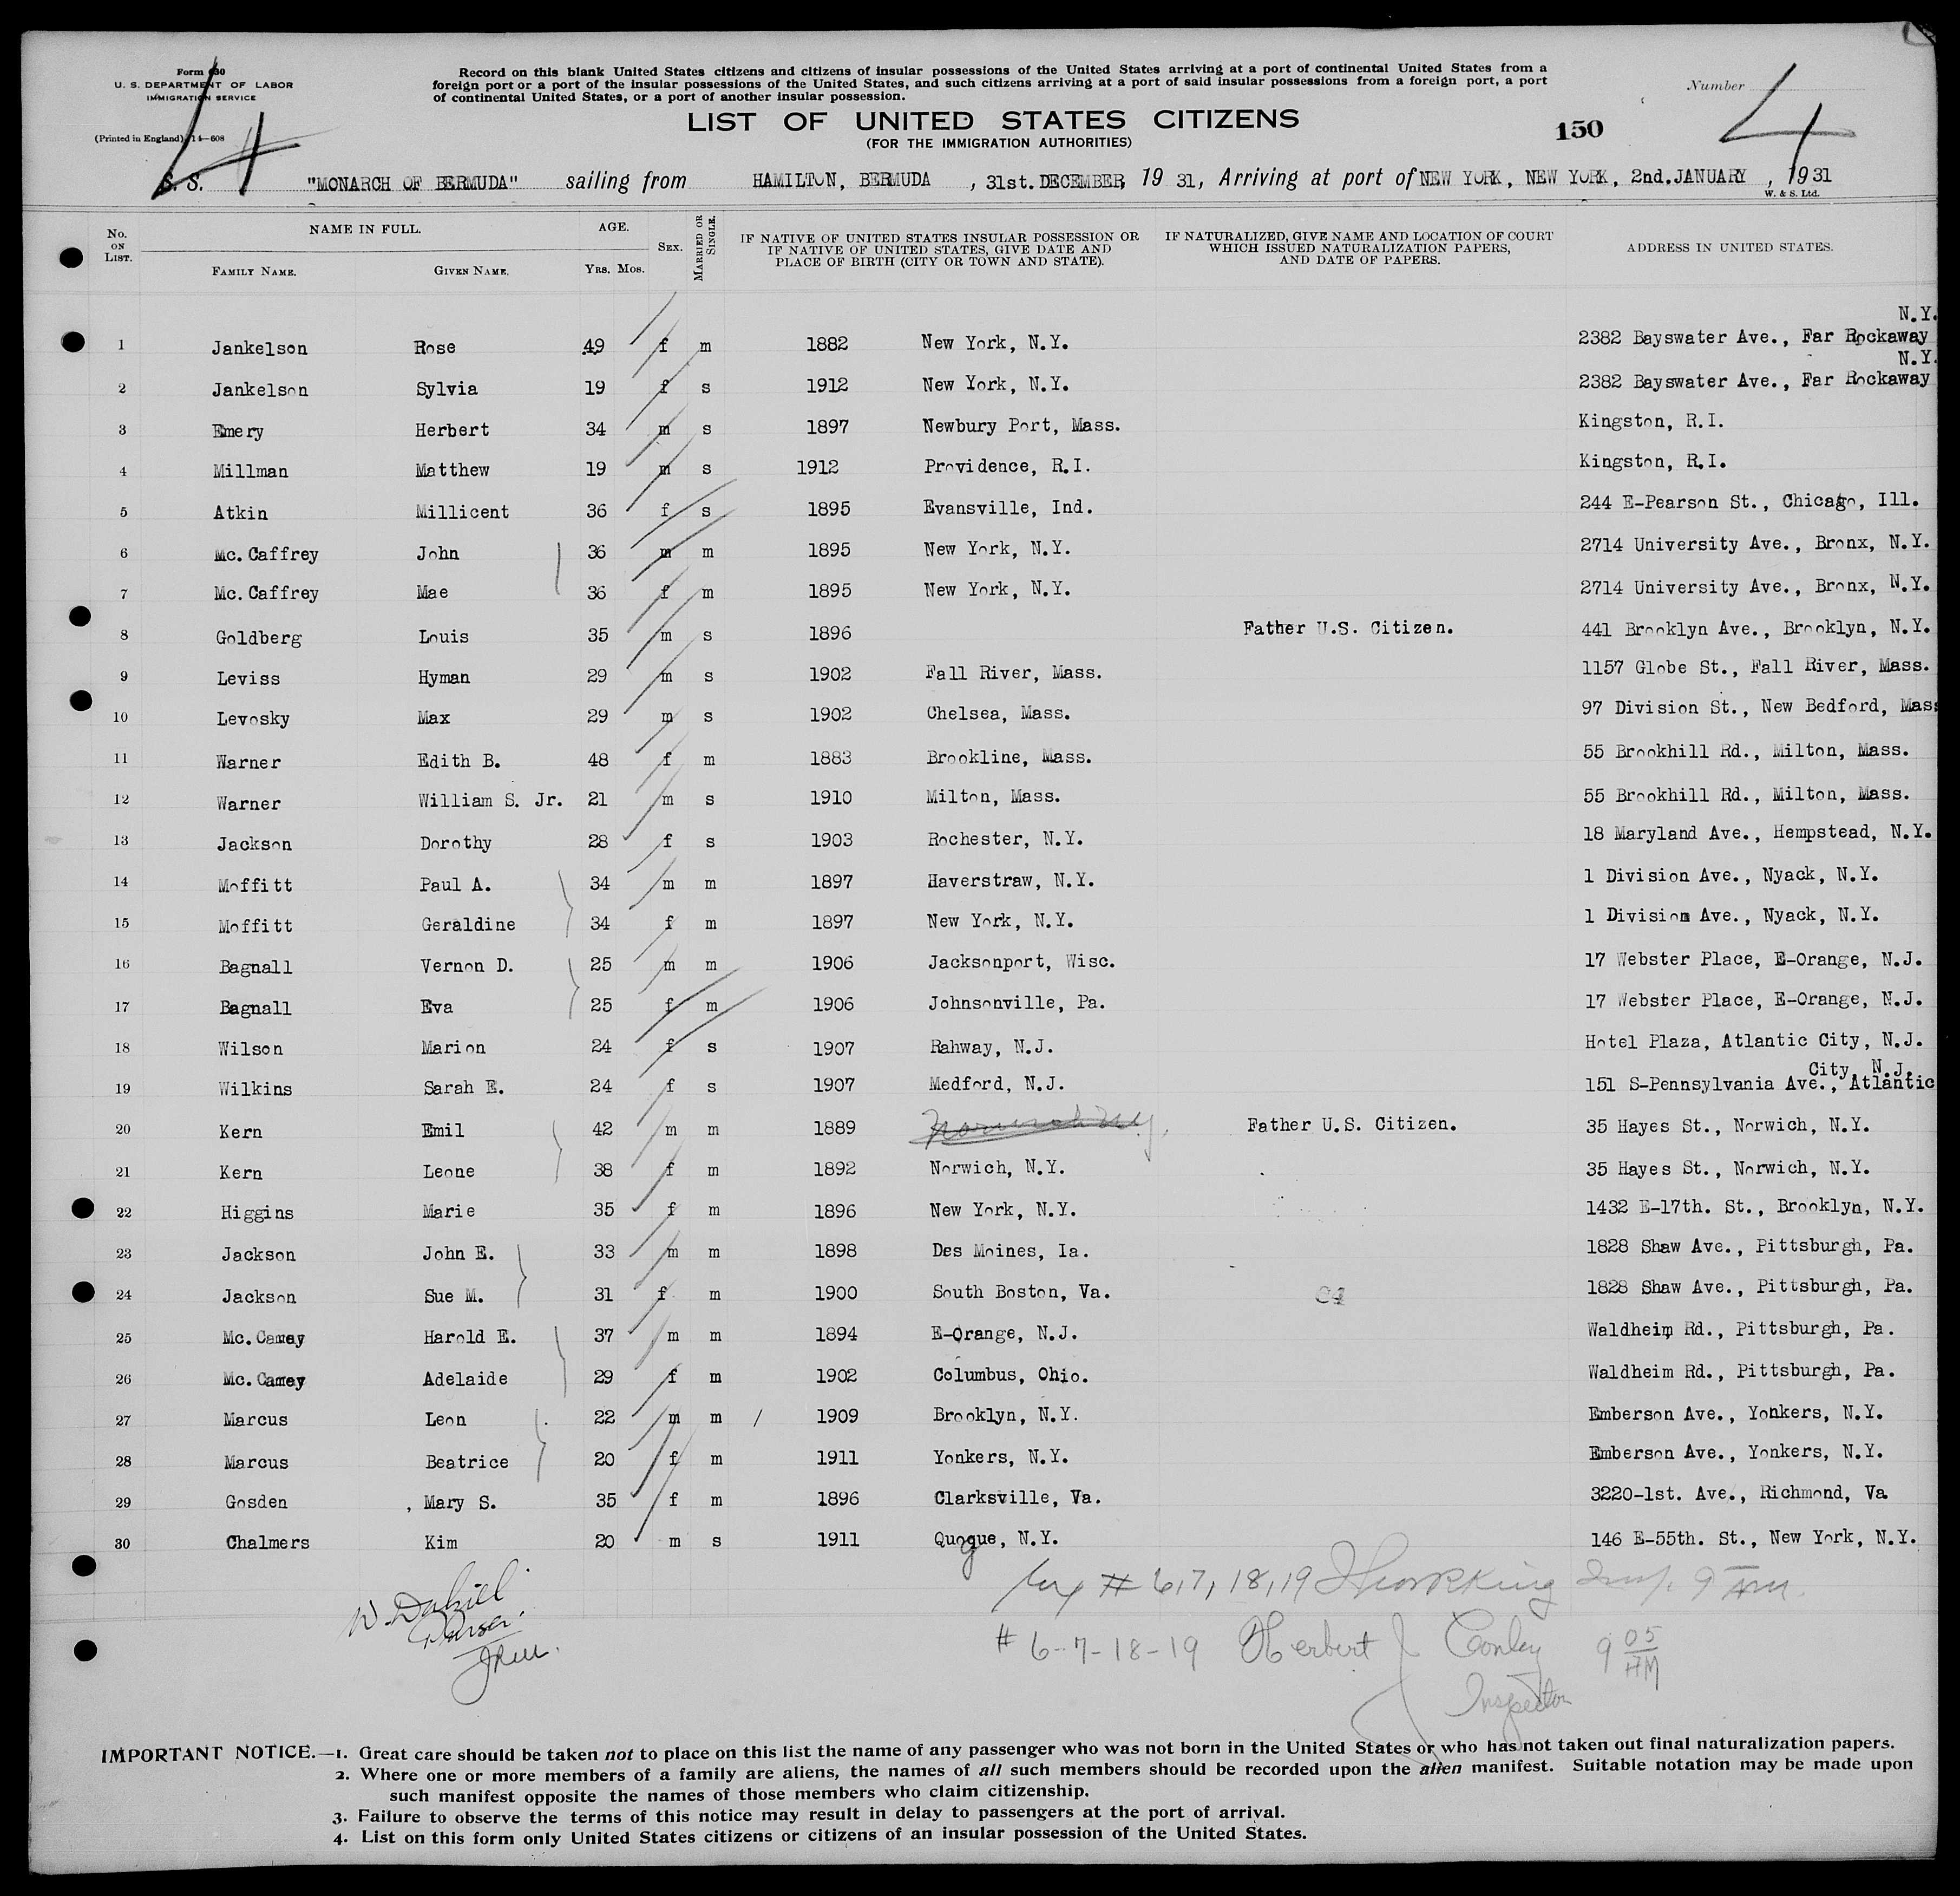 Form 630
U. S. DEPARTMENT OF LABOR
IMMIGRATION SERVICE
(Printed in England) 14—608
4
Record on this blank United States citizens and citizens of insular possessions of the United States arriving at a port of continental United States from a
foreign port or a port of the insular possessions of the United States, and such citizens arriving at a port of said insular possessions from a foreign port, a port
of continental United States, or a port of another insular possession.
Number
4
LIST OF UNITED STATES CITIZENS
(FOR THE IMMIGRATION AUTHORITIES)
150
S. S. "MONARCH OF BERMUDA" sailing from HAMILTON, BERMUDA , 31st. DECEMBER, 19 31, Arriving at port of NEW YORK, NEW YORK, 2nd. JANUARY , 1931
W. & S. Ltd.
No. ON LIST. NAME IN FULL. FAMILY NAME. GIVEN NAME. AGE. YRS. MOS. SEX. MARRIED OR SINGLE. IF NATIVE OF UNITED STATES INSULAR POSSESSION OR IF NATIVE OF UNITED STATES, GIVE DATE AND PLACE OF BIRTH (CITY OR TOWN AND STATE). IF NATURALIZED, GIVE NAME AND LOCATION OF COURT WHICH ISSUED NATURALIZATION PAPERS, AND DATE OF PAPERS. ADDRESS IN UNITED STATES.
N.Y.
1 Jankelson Rose 49 f m 1882 New York, N.Y. 2382 Bayswater Ave., Far Rockaway
N.Y.
2 Jankelson Sylvia 19 f s 1912 New York, N.Y. 2382 Bayswater Ave., Far Rockaway
3 Emery Herbert 34 m s 1897 Newbury Port, Mass. Kingston, R.I.
4 Millman Matthew 19 m s 1912 Providence, R.I. Kingston, R.I.
5 Atkin Millicent 36 f s 1895 Evansville, Ind. 244 E-Pearson St., Chicago, Ill.
6 Mc. Caffrey John 36 m m 1895 New York, N.Y. 2714 University Ave., Bronx, N.Y.
7 Mc. Caffrey Mae 36 f m 1895 New York, N.Y. 2714 University Ave., Bronx, N.Y.
8 Goldberg Louis 35 m s 1896 Father U.S. Citizen. 441 Brooklyn Ave., Brooklyn, N.Y.
9 Leviss Hyman 29 m s 1902 Fall River, Mass. 1157 Globe St., Fall River, Mass.
10 Levosky Max 29 m s 1902 Chelsea, Mass. 97 Division St., New Bedford, Mass
11 Warner Edith B. 48 f m 1883 Brookline, Mass. 55 Brookhill Rd., Milton, Mass.
12 Warner William S. Jr. 21 m s 1910 Milton, Mass. 55 Brookhill Rd., Milton, Mass.
13 Jackson Dorothy 28 f s 1903 Rochester, N.Y. 18 Maryland Ave., Hempstead, N.Y.
14 Moffitt Paul A. 34 m m 1897 Haverstraw, N.Y. 1 Division Ave., Nyack, N.Y.
15 Moffitt Geraldine 34 f m 1897 New York, N.Y. 1 Division Ave., Nyack, N.Y.
16 Bagnall Vernon D. 25 m m 1906 Jacksonport, Wisc. 17 Webster Place, E-Orange, N.J.
17 Bagnall Eva 25 f m 1906 Johnsonville, Pa. 17 Webster Place, E-Orange, N.J.
18 Wilson Marion 24 f s 1907 Rahway, N.J. Hotel Plaza, Atlantic City, N.J.
City, N.J.
19 Wilkins Sarah E. 24 f s 1907 Medford, N.J. 151 S-Pennsylvania Ave., Atlantic
20 Kern Emil 42 m m 1889 Father U.S. Citizen. 35 Hayes St., Norwich, N.Y.
21 Kern Leone 38 f m 1892 Norwich, N.Y. 35 Hayes St., Norwich, N.Y.
22 Higgins Marie 35 f m 1896 New York, N.Y. 1432 E-17th. St., Brooklyn, N.Y.
23 Jackson John E. 33 m m 1898 Des Moines, Ia. 1828 Shaw Ave., Pittsburgh, Pa.
24 Jackson Sue M. 31 f m 1900 South Boston, Va. 1828 Shaw Ave., Pittsburgh, Pa.
25 Mc. Camey Harold E. 37 m m 1894 E-Orange, N.J. Waldheim Rd., Pittsburgh, Pa.
26 Mc. Camey Adelaide 29 f m 1902 Columbus, Ohio. Waldheim Rd., Pittsburgh, Pa.
27 Marcus Leon 22 m m 1909 Brooklyn, N.Y. Emberson Ave., Yonkers, N.Y.
28 Marcus Beatrice 20 f m 1911 Yonkers, N.Y. Emberson Ave., Yonkers, N.Y.
29 Gosden Mary S. 35 f m 1896 Clarksville, Va. 3220-1st. Ave., Richmond, Va
30 Chalmers Kim 20 m s 1911 Quogue, N.Y. 146 E-55th. St., New York, N.Y.
# 6,7, 18, 19 Insp. 9 AM.
Purser.
# 6-7-18-19 Herbert J Conley 9 05 AM
Inspector
IMPORTANT NOTICE.—1. Great care should be taken not to place on this list the name of any passenger who was not born in the United States or who has not taken out final naturalization papers.
2. Where one or more members of a family are aliens, the names of all such members should be recorded upon the alien manifest. Suitable notation may be made upon
such manifest opposite the names of those members who claim citizenship.
3. Failure to observe the terms of this notice may result in delay to passengers at the port of arrival.
4. List on this form only United States citizens or citizens of an insular possession of the United States.